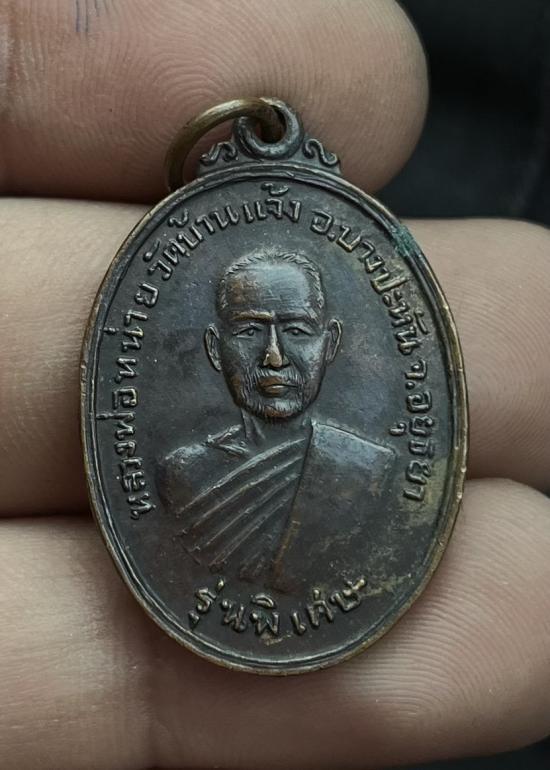 หลวงพ่อหน่าย วัดบ้านแจ้ง อ.บางปะหัน จ.อยุธยา
รุ่นพิเศษ